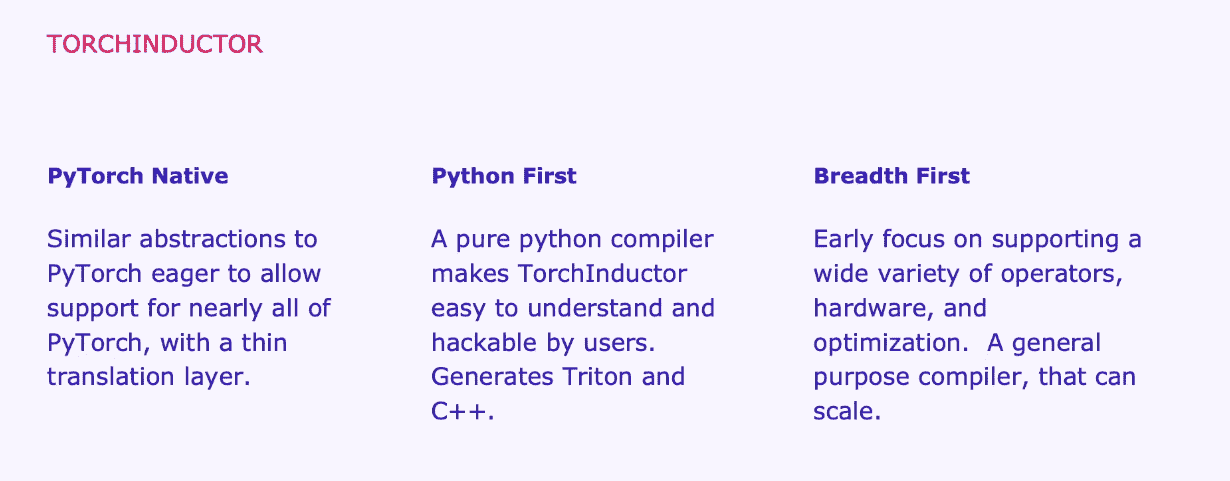 TORCHINDUCTOR
PyTorch Native
Similar abstractions to
PyTorch eager to allow
support for nearly all of
PyTorch, with a thin
translation layer.
Python First
A pure python compiler
makes TorchInductor
easy to understand and
hackable by users.
Generates Triton and
C++.
Breadth First
Early focus on supporting a
wide variety of operators,
hardware, and
optimization.  A general
purpose compiler, that can
scale.